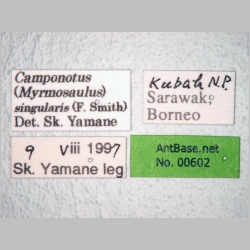 Camponotus
(Myrmosaulus)
singularis (F. Smith)
Det. Sk. Yamane
Kubah N.P.
Sarawak,
Borneo
9 viii 1997
Sk. Yamane leg
AntBase.net
No. 00602